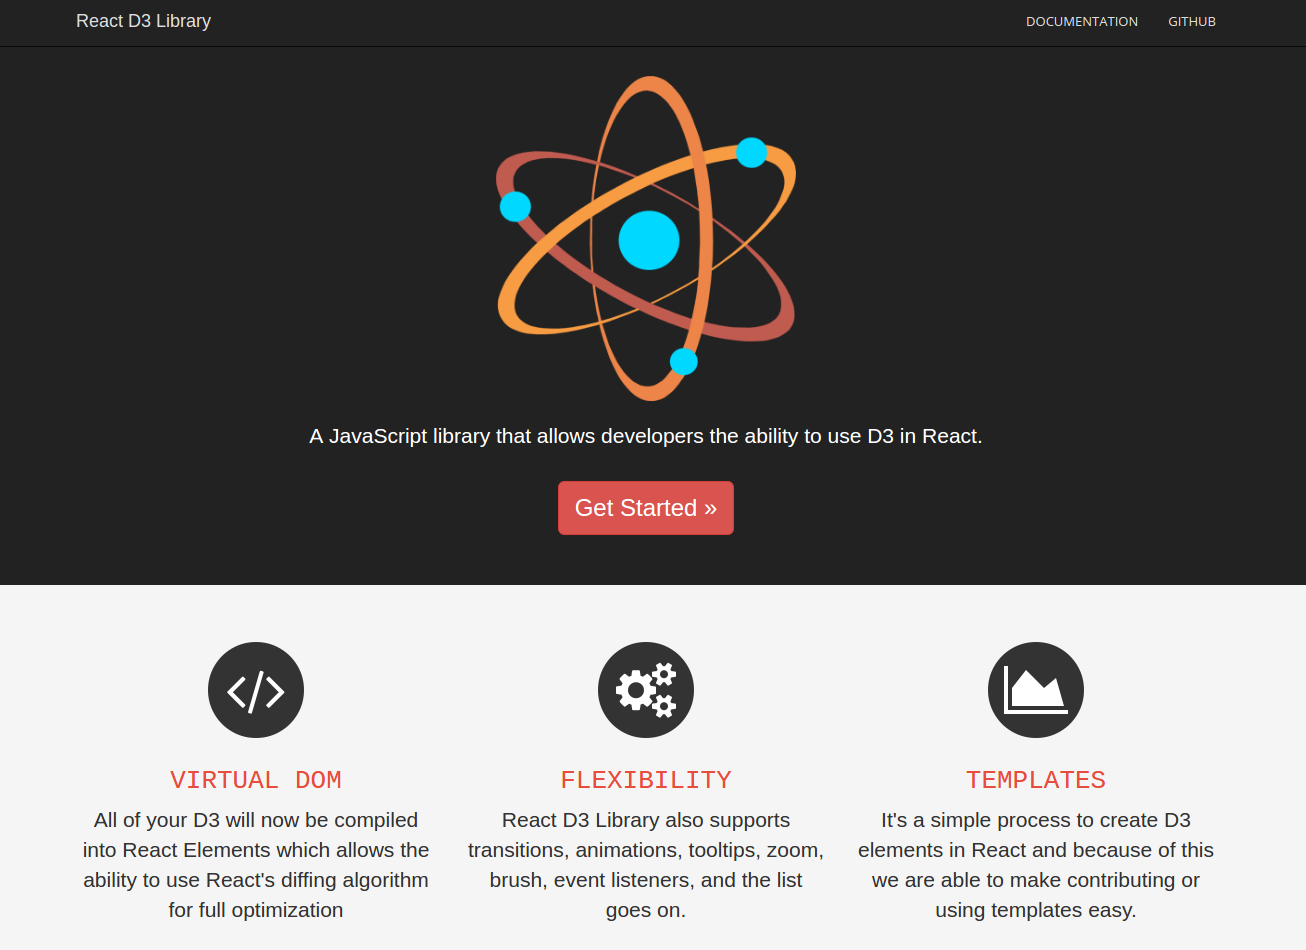 React D3 Library
DOCUMENTATION
GITHUB
A JavaScript library that allows developers the ability to use D3 in React.
Get Started »
VIRTUAL DOM
All of your D3 will now be compiled
into React Elements which allows the
ability to use React's diffing algorithm
for full optimization
FLEXIBILITY
React D3 Library also supports
transitions, animations, tooltips, zoom,
brush, event listeners, and the list
goes on.
TEMPLATES
It's a simple process to create D3
elements in React and because of this
we are able to make contributing or
using templates easy.